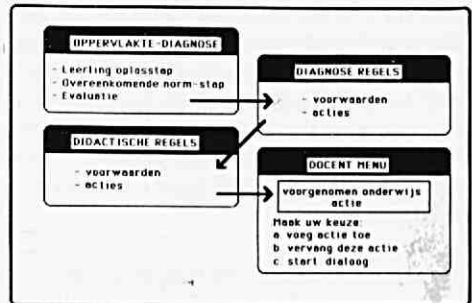 OPPERVLAKTE-DIAGNOSE
- Leerling oplosstap
- Overeenkomende norm-stap
- Evaluatie
DIAGNOSE REGELS
- voorwaarden
- acties
DIDACTISCHE REGELS
- voorwaarden
- acties
DOCENT MENU
voorgenomen onderwijs
actie
Maak uw keuze:
a. voeg actie toe
b. vervang deze actie
c. start dialoog